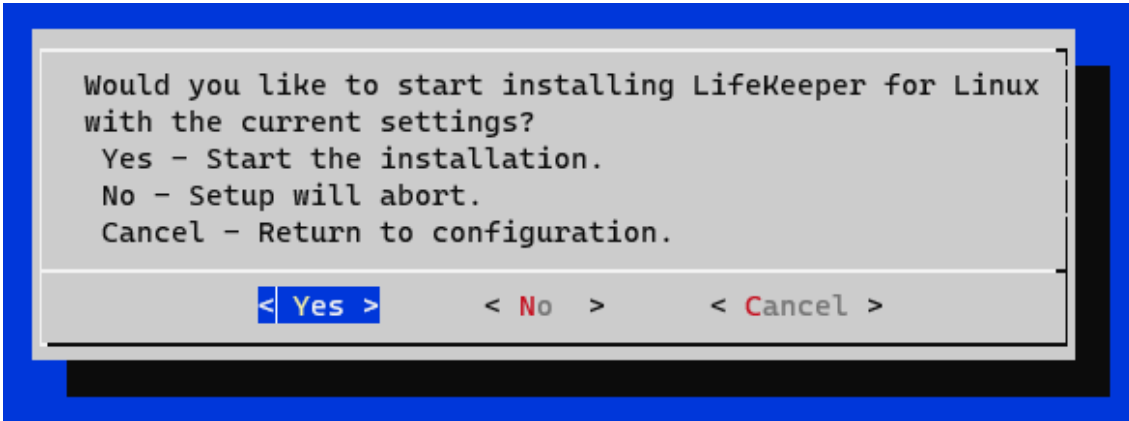 Would you like to start installing LifeKeeper for Linux
with the current settings?
Yes - Start the installation.
No - Setup will abort.
Cancel - Return to configuration.
< Yes > < No > < Cancel >